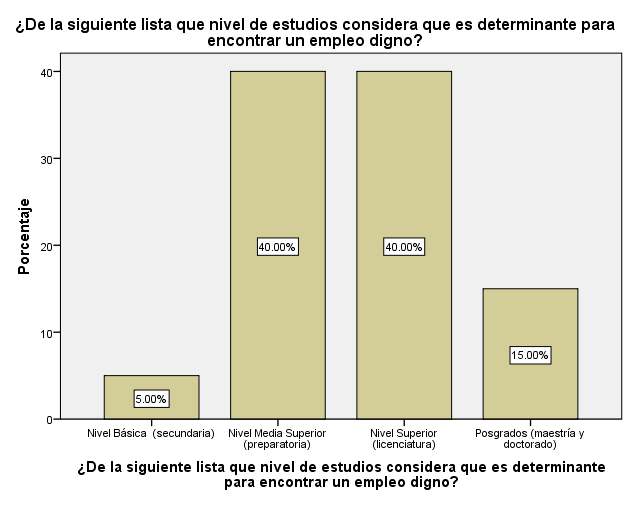 ¿De la siguiente lista que nivel de estudios considera que es determinante para
encontrar un empleo digno?
Porcentaje
40
30
20
10
0
5.00%
40.00%
40.00%
15.00%
Nivel Básica (secundaria)
Nivel Media Superior
(preparatoria)
Nivel Superior
(licenciatura)
Posgrados (maestría y
doctorado)
¿De la siguiente lista que nivel de estudios considera que es determinante
para encontrar un empleo digno?